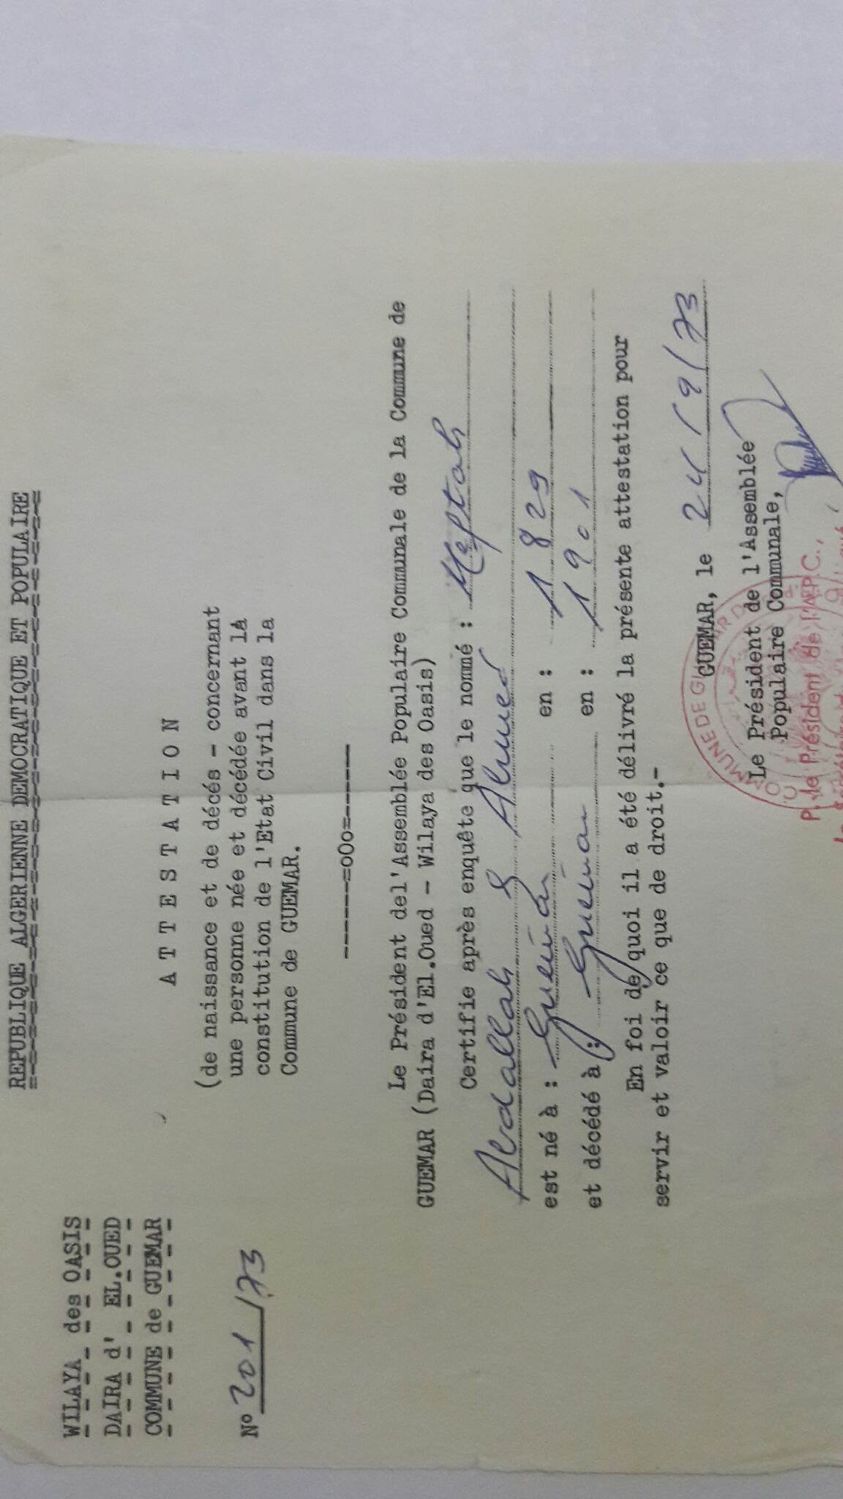 REPUBLIQUE ALGERIENNE DEMOCRATIQUE ET POPULAIRE
WILAYA des OASIS
DAIRA d' EL.OUED
COMMUNE de GUEMAR
N° 201/73
ATTESTATION
(de naissance et de décés - concernant
une personne née et décédée avant là
constitution de l'Etat Civil dans la
Commune de GUEMAR.
------=oOo=------
Le Président del'Assemblée Populaire Communale de la Commune de
GUEMAR (Daira d'El.Oued - Wilaya des Oasis)
Certifie après enquête que le nommé : Meftah
Abdallah B Ahmed
est né à : Guemar en : 1829
et décédé à : Guemar en : 1901
En foi de quoi il a été délivré la présente attestation pour
servir et valoir ce que de droit.-
GUEMAR, le 24/9/73
Le Président de l'Assemblée
Populaire Communale,
COMMUNE DE
P. le Président de l'A.P.C.,